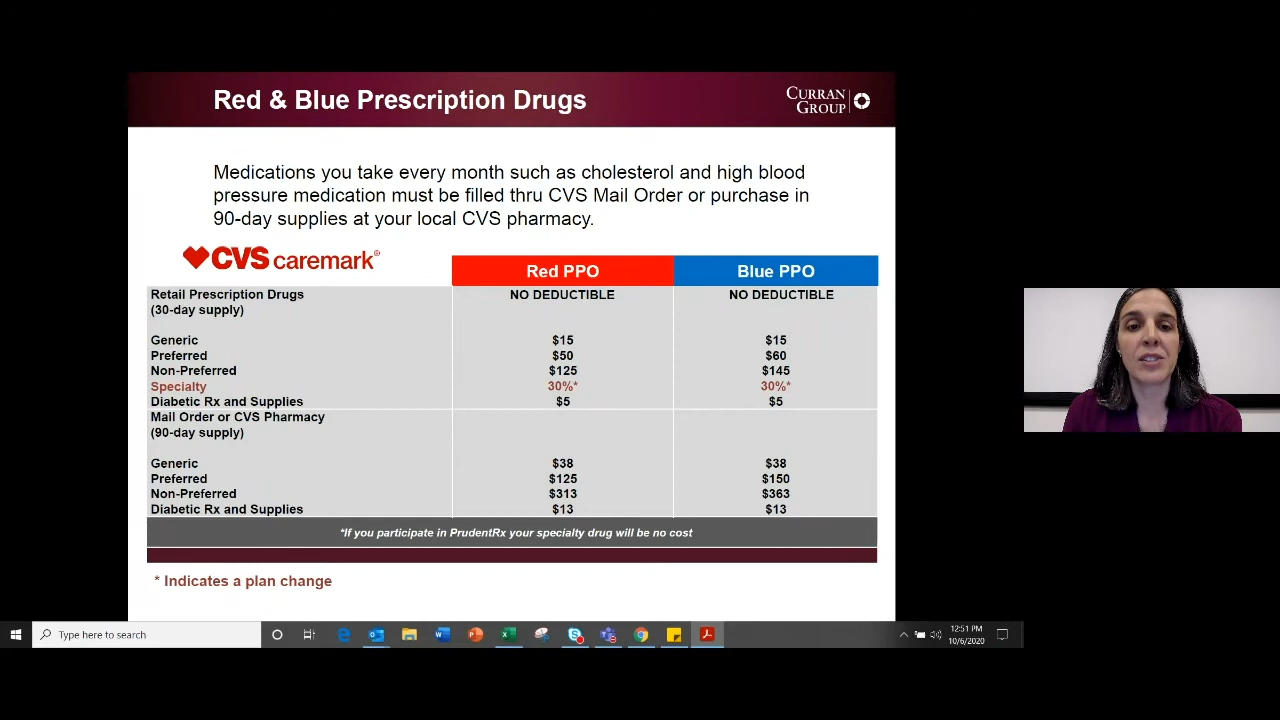 Red & Blue Prescription Drugs
CURRAN
GROUP
Medications you take every month such as cholesterol and high blood
pressure medication must be filled thru CVS Mail Order or purchase in
90-day supplies at your local CVS pharmacy.
CVS caremark®
Red PPO Blue PPO
Retail Prescription Drugs NO DEDUCTIBLE NO DEDUCTIBLE
(30-day supply)
Generic $15 $15
Preferred $50 $60
Non-Preferred $125 $145
Specialty 30%* 30%*
Diabetic Rx and Supplies $5 $5
Mail Order or CVS Pharmacy
(90-day supply)
Generic $38 $38
Preferred $125 $150
Non-Preferred $313 $363
Diabetic Rx and Supplies $13 $13
*If you participate in PrudentRx your specialty drug will be no cost
* Indicates a plan change
Type here to search
12:51 PM
10/6/2020